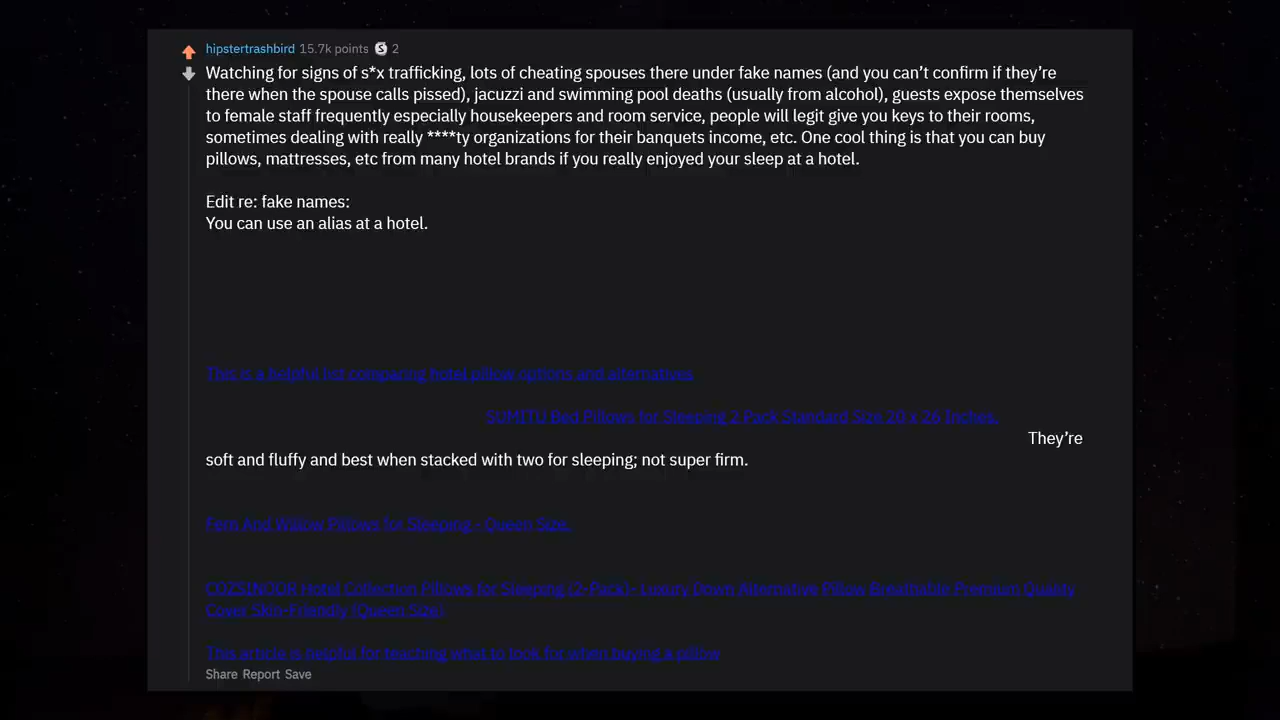 hipstertrashbird 15.7k points S 2
Watching for signs of s*x trafficking, lots of cheating spouses there under fake names (and you can’t confirm if they’re
there when the spouse calls pissed), jacuzzi and swimming pool deaths (usually from alcohol), guests expose themselves
to female staff frequently especially housekeepers and room service, people will legit give you keys to their rooms,
sometimes dealing with really ****ty organizations for their banquets income, etc. One cool thing is that you can buy
pillows, mattresses, etc from many hotel brands if you really enjoyed your sleep at a hotel.
Edit re: fake names:
You can use an alias at a hotel.
This is a helpful list comparing hotel pillow options and alternatives
SUMITU Bed Pillows for Sleeping 2 Pack Standard Size 20 x 26 Inches.
They’re
soft and fluffy and best when stacked with two for sleeping; not super firm.
Fern And Willow Pillows for Sleeping - Queen Size.
COZSINOOR Hotel Collection Pillows for Sleeping (2-Pack)- Luxury Down Alternative Pillow Breathable Premium Quality
Cover Skin-Friendly (Queen Size)
This article is helpful for teaching what to look for when buying a pillow
Share Report Save